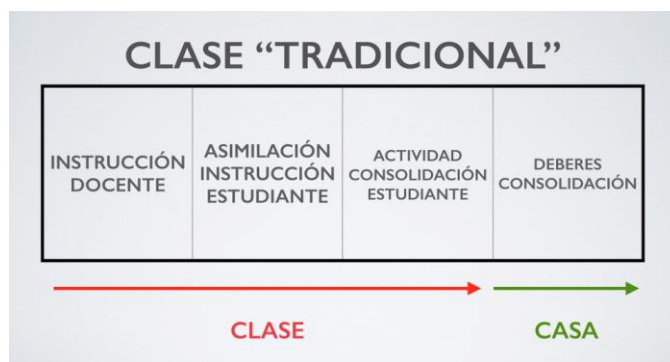 CLASE “TRADICIONAL”
INSTRUCCIÓN
DOCENTE
ASIMILACIÓN
INSTRUCCIÓN
ESTUDIANTE
ACTIVIDAD
CONSOLIDACIÓN
ESTUDIANTE
DEBERES
CONSOLIDACIÓN
CLASE
CASA